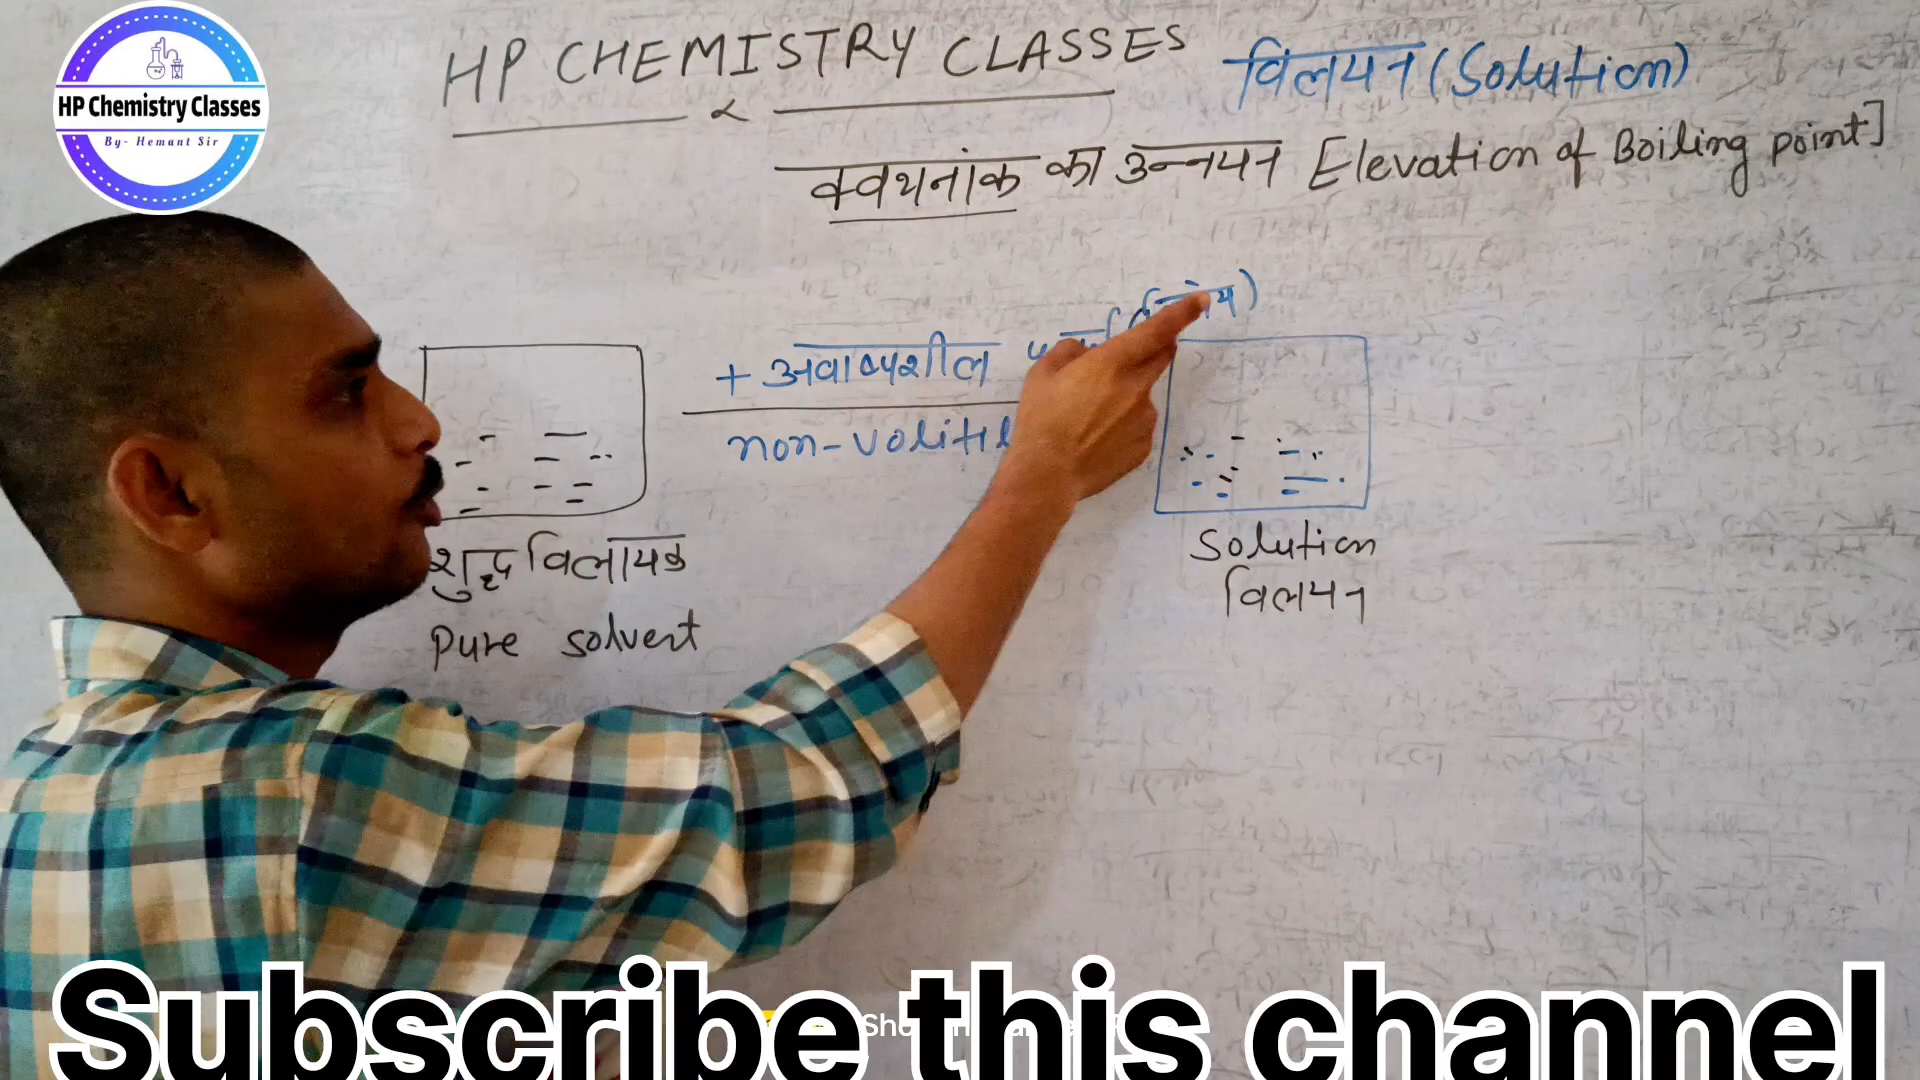 HP Chemistry Classes
By- Hemant Sir
HP CHEMISTRY CLASSES
विलयन (Solution)
क्वथनांक का उन्नयन [Elevation of Boiling point]
+ अवाष्पशील
non-volitil
शुद्ध विलायक
Pure solvent
Solution
विलयन
Subscribe this channel